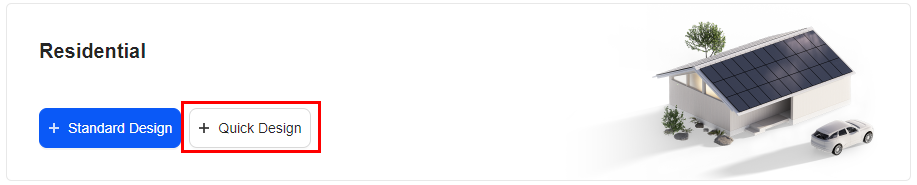 Residential
+ Standard Design
+ Quick Design